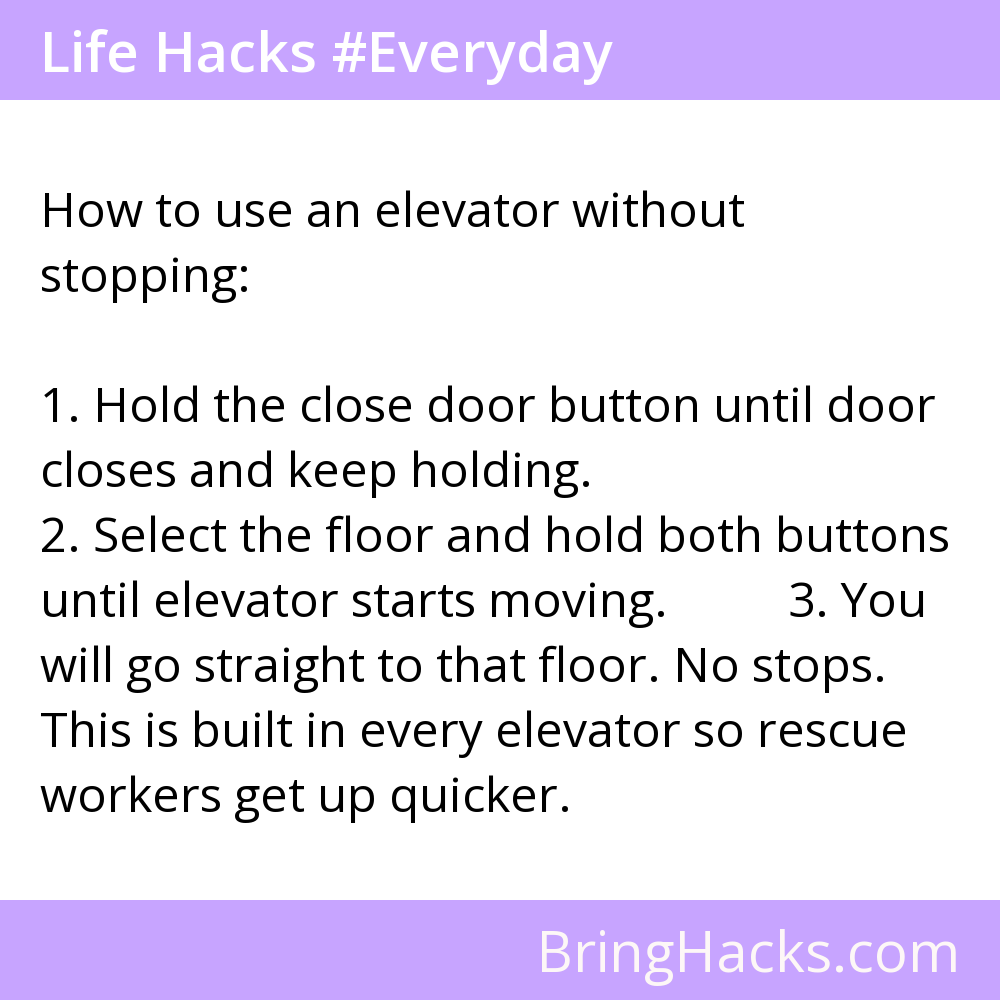 Life Hacks #Everyday
How to use an elevator without
stopping:
1. Hold the close door button until door
closes and keep holding.
2. Select the floor and hold both buttons
until elevator starts moving. 3. You
will go straight to that floor. No stops.
This is built in every elevator so rescue
workers get up quicker.
BringHacks.com